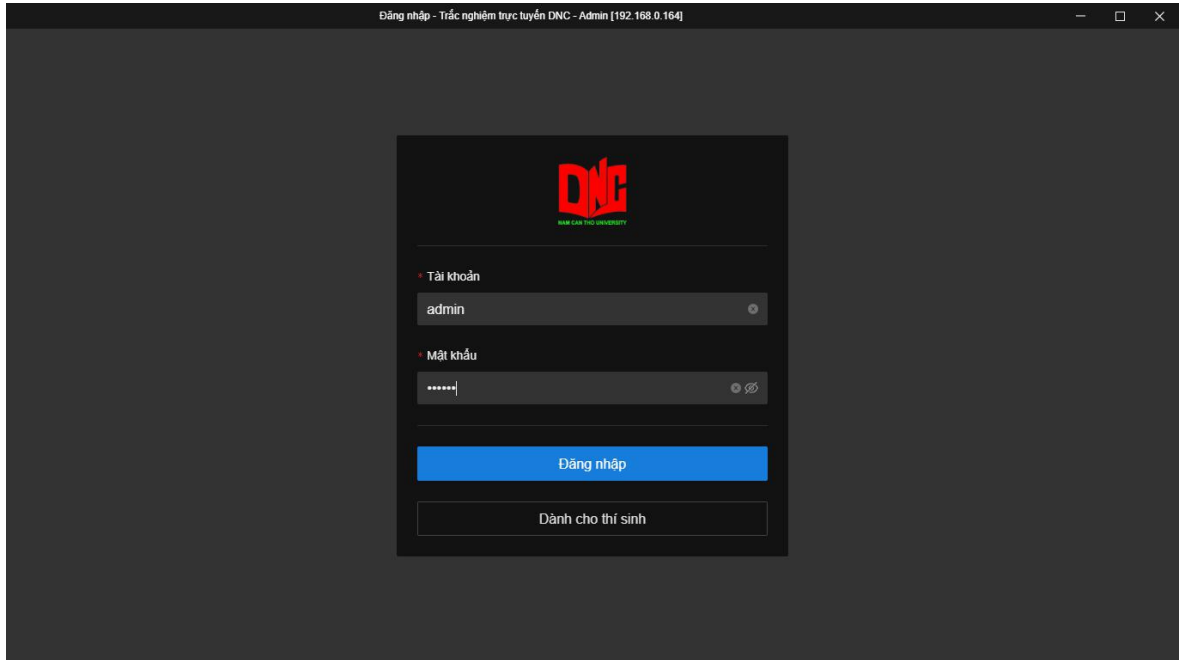 Đăng nhập - Trắc nghiệm trực tuyến DNC - Admin [192.168.0.164]
DNC
NAM CAN THO UNIVERSITY
* Tài khoản
admin
* Mật khẩu
••••••
Đăng nhập
Dành cho thí sinh